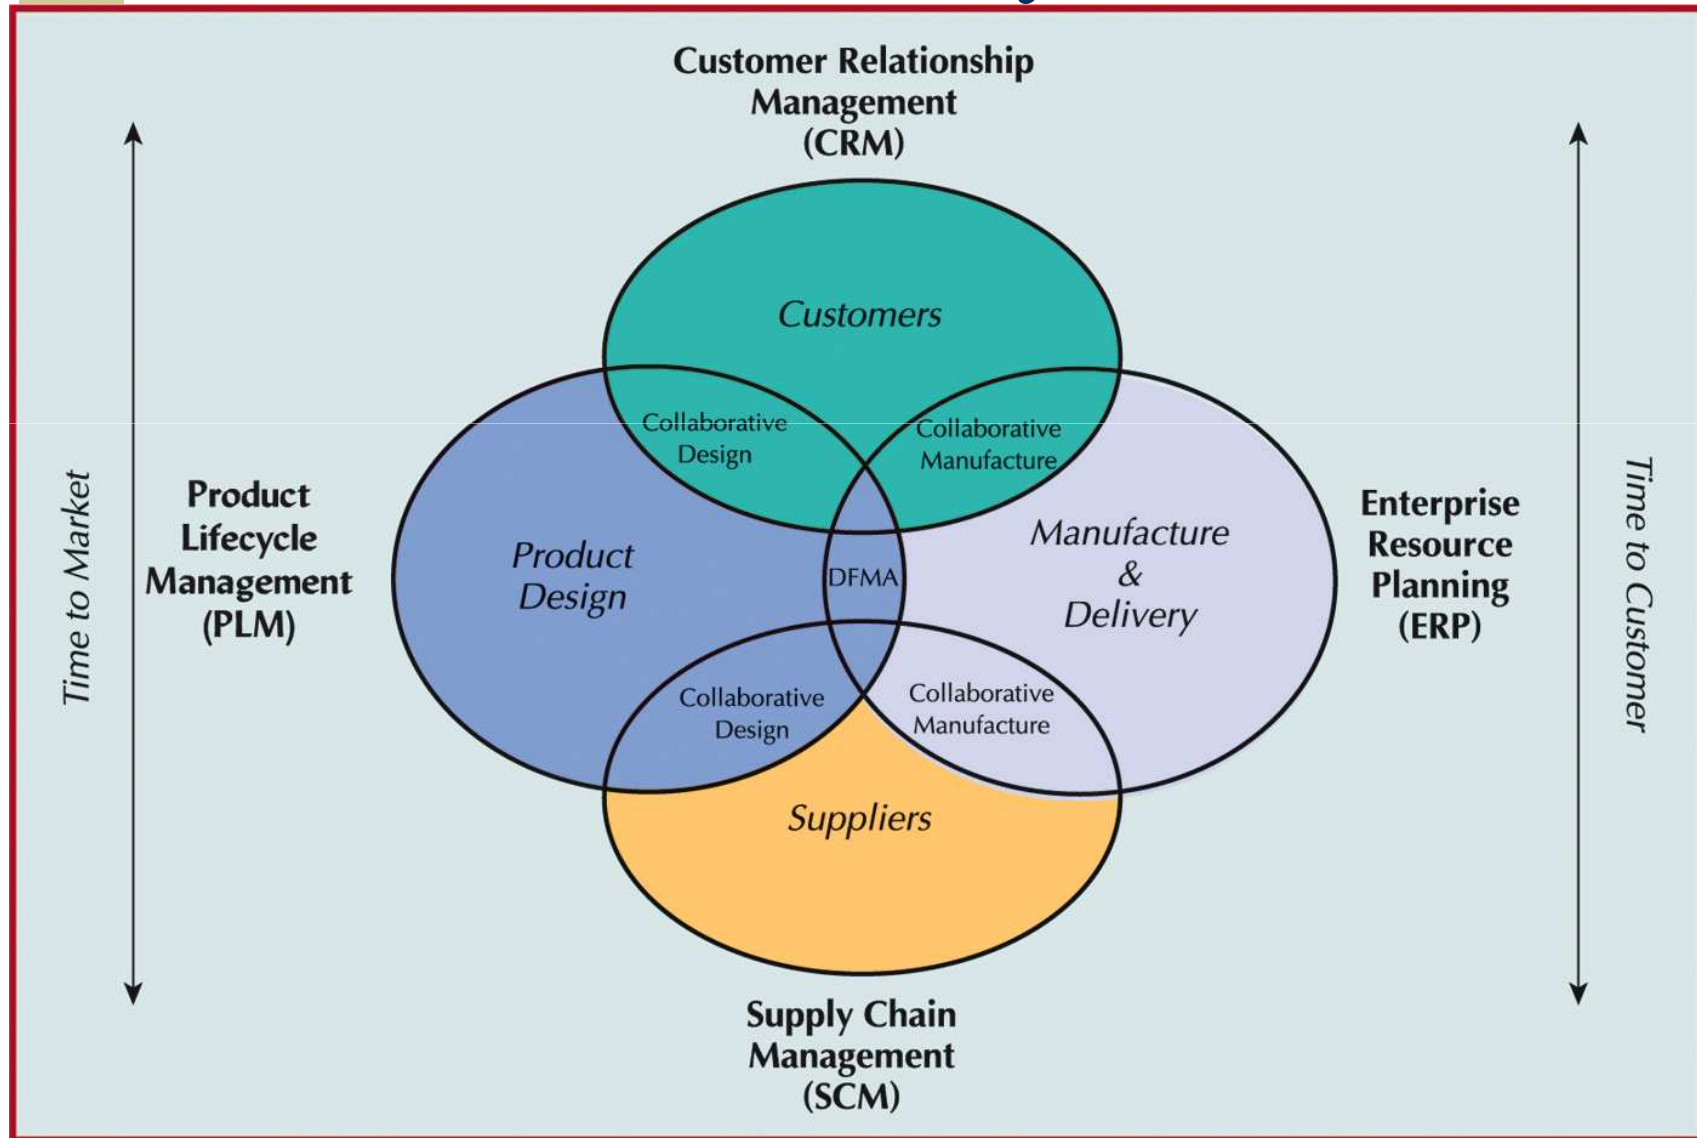 Customer Relationship
Management
(CRM)
Customers
Collaborative
Design
Collaborative
Manufacture
Time to Market
Product
Lifecycle
Management
(PLM)
Product
Design
DFMA
Manufacture
&
Delivery
Enterprise
Resource
Planning
(ERP)
Time to Customer
Collaborative
Design
Collaborative
Manufacture
Suppliers
Supply Chain
Management
(SCM)